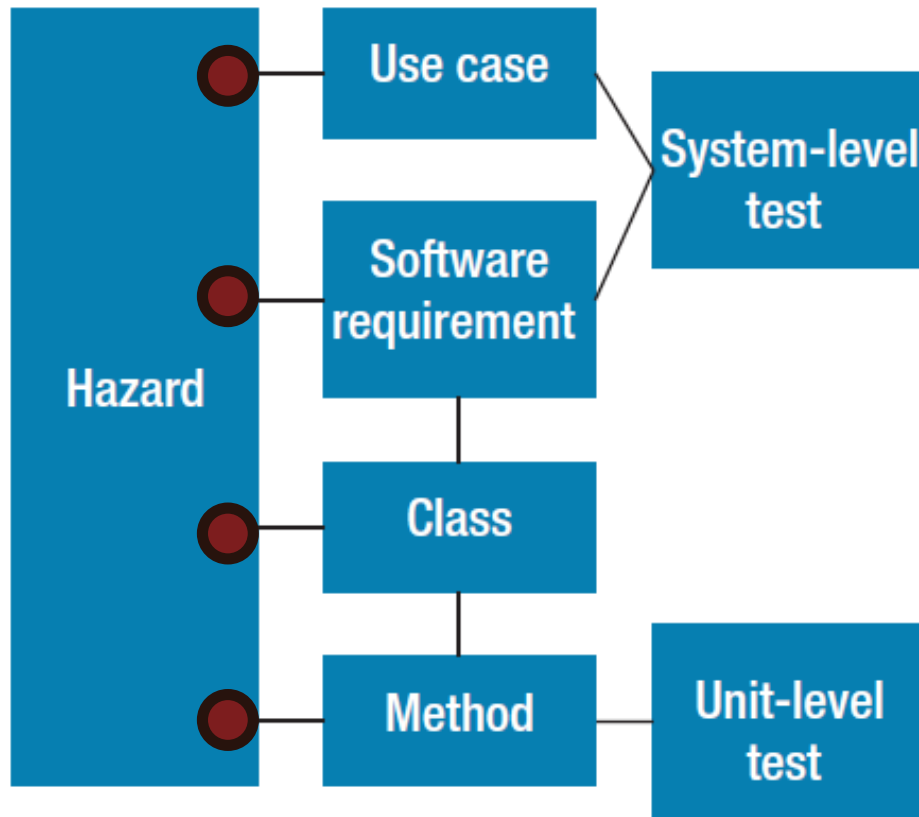 Hazard
Use case
Software
requirement
Class
Method
System-level
test
Unit-level
test